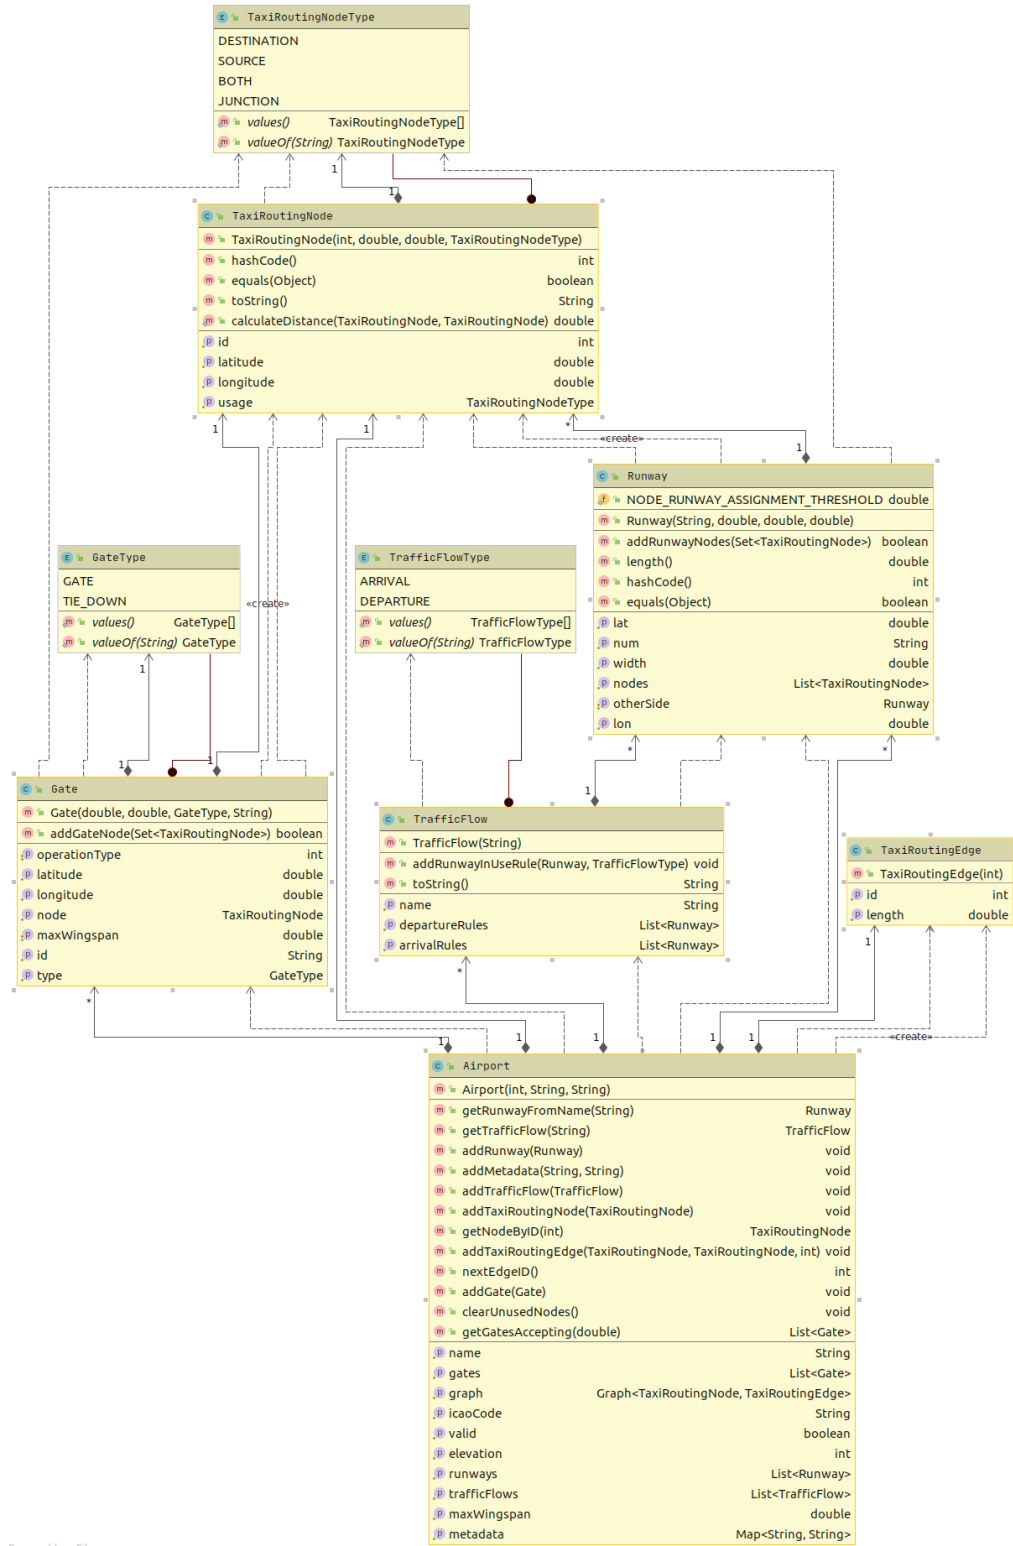 TaxiRoutingNodeType
DESTINATION
SOURCE
BOTH
JUNCTION
values() TaxiRoutingNodeType[]
valueOf(String) TaxiRoutingNodeType
1
1
TaxiRoutingNode
TaxiRoutingNode(int, double, double, TaxiRoutingNodeType)
hashCode() int
equals(Object) boolean
toString() String
calculateDistance(TaxiRoutingNode, TaxiRoutingNode) double
id int
latitude double
longitude double
usage TaxiRoutingNodeType
1
1
*
«create»
1
Runway
NODE_RUNWAY_ASSIGNMENT_THRESHOLD double
Runway(String, double, double, double)
addRunwayNodes(Set<TaxiRoutingNode>) boolean
length() double
hashCode() int
equals(Object) boolean
lat double
num String
width double
nodes List<TaxiRoutingNode>
otherSide Runway
lon double
GateType
GATE
TIE_DOWN
values() GateType[]
valueOf(String) GateType
«create»
TrafficFlowType
ARRIVAL
DEPARTURE
values() TrafficFlowType[]
valueOf(String) TrafficFlowType
1
1
1
*
*
1
Gate
Gate(double, double, GateType, String)
addGateNode(Set<TaxiRoutingNode>) boolean
operationType int
latitude double
longitude double
node TaxiRoutingNode
maxWingspan double
id String
type GateType
TrafficFlow
TrafficFlow(String)
addRunwayInUseRule(Runway, TrafficFlowType) void
toString() String
name String
departureRules List<Runway>
arrivalRules List<Runway>
TaxiRoutingEdge
TaxiRoutingEdge(int)
id int
length double
*
*
1
1
1
1
1
1
«create»
Airport
Airport(int, String, String)
getRunwayFromName(String) Runway
getTrafficFlow(String) TrafficFlow
addRunway(Runway) void
addMetadata(String, String) void
addTrafficFlow(TrafficFlow) void
addTaxiRoutingNode(TaxiRoutingNode) void
getNodeByID(int) TaxiRoutingNode
addTaxiRoutingEdge(TaxiRoutingNode, TaxiRoutingNode, int) void
nextEdgeID() int
addGate(Gate) void
clearUnusedNodes() void
getGatesAccepting(double) List<Gate>
name String
gates List<Gate>
graph Graph<TaxiRoutingNode, TaxiRoutingEdge>
icaoCode String
valid boolean
elevation int
runways List<Runway>
trafficFlows List<TrafficFlow>
maxWingspan double
metadata Map<String, String>